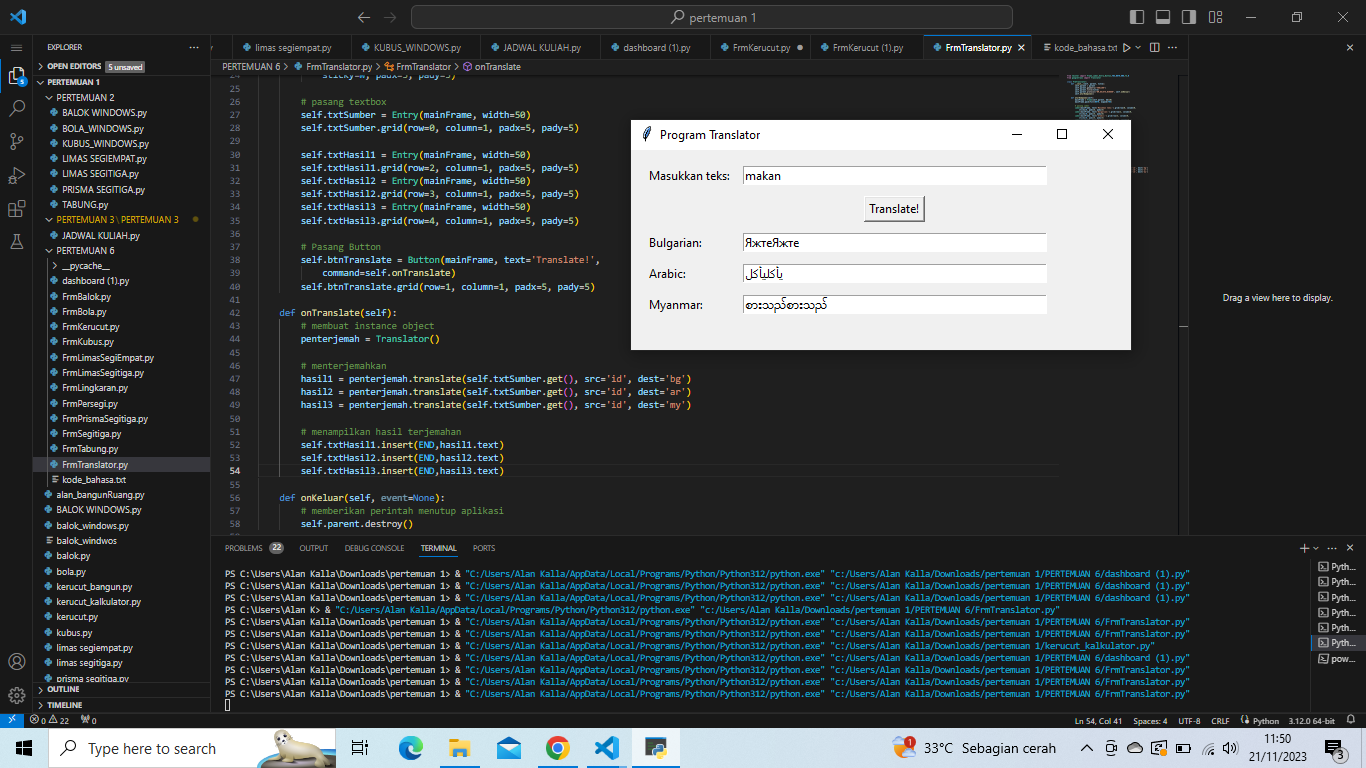 pertemuan 1
EXPLORER
limas segiempat.py
KUBUS_WINDOWS.py
JADWAL KULIAH.py
dashboard (1).py
FrmKerucut.py
FrmKerucut (1).py
FrmTranslator.py
kode_bahasa.txt
OPEN EDITORS 5 unsaved
PERTEMUAN 6 > FrmTranslator.py > FrmTranslator > onTranslate
PERTEMUAN 1
PERTEMUAN 2
BALOK WINDOWS.py
BOLA_WINDOWS.py
KUBUS_WINDOWS.py
LIMAS SEGIEMPAT.py
LIMAS SEGITIGA.py
PRISMA SEGITIGA.py
TABUNG.py
PERTEMUAN 3 \ PERTEMUAN 3
JADWAL KULIAH.py
PERTEMUAN 6
__pycache__
dashboard (1).py
FrmBalok.py
FrmBola.py
FrmKerucut.py
FrmKubus.py
FrmLimasSegiEmpat.py
FrmLimasSegitiga.py
FrmLingkaran.py
FrmPersegi.py
FrmPrismaSegitiga.py
FrmSegitiga.py
FrmTabung.py
FrmTranslator.py
kode_bahasa.txt
alan_bangunRuang.py
BALOK WINDOWS.py
balok_windows.py
balok_windwos
balok.py
bola.py
kerucut_bangun.py
kerucut_kalkulator.py
kerucut.py
kubus.py
limas segiempat.py
limas segitiga.py
prisma segitiga.py
OUTLINE
TIMELINE
24 sticky=W, padx=5, pady=5)
25
26 # pasang textbox
27 self.txtSumber = Entry(mainFrame, width=50)
28 self.txtSumber.grid(row=0, column=1, padx=5, pady=5)
29
30 self.txtHasil1 = Entry(mainFrame, width=50)
31 self.txtHasil1.grid(row=2, column=1, padx=5, pady=5)
32 self.txtHasil2 = Entry(mainFrame, width=50)
33 self.txtHasil2.grid(row=3, column=1, padx=5, pady=5)
34 self.txtHasil3 = Entry(mainFrame, width=50)
35 self.txtHasil3.grid(row=4, column=1, padx=5, pady=5)
36
37 # Pasang Button
38 self.btnTranslate = Button(mainFrame, text='Translate!',
39 command=self.onTranslate)
40 self.btnTranslate.grid(row=1, column=1, padx=5, pady=5)
41
42 def onTranslate(self):
43 # membuat instance object
44 penterjemah = Translator()
45
46 # menterjemahkan
47 hasil1 = penterjemah.translate(self.txtSumber.get(), src='id', dest='bg')
48 hasil2 = penterjemah.translate(self.txtSumber.get(), src='id', dest='ar')
49 hasil3 = penterjemah.translate(self.txtSumber.get(), src='id', dest='my')
50
51 # menampilkan hasil terjemahan
52 self.txtHasil1.insert(END,hasil1.text)
53 self.txtHasil2.insert(END,hasil2.text)
54 self.txtHasil3.insert(END,hasil3.text)
55
56 def onKeluar(self, event=None):
57 # memberikan perintah menutup aplikasi
58 self.parent.destroy()
Program Translator
Masukkan teks: makan
Translate!
Bulgarian: ЯжтеЯжте
Arabic: يأكليأكل
Myanmar: စားသည်စားသည်
Drag a view here to display.
PROBLEMS 22 OUTPUT DEBUG CONSOLE TERMINAL PORTS
PS C:\Users\Alan Kalla\Downloads\pertemuan 1> & "C:/Users/Alan Kalla/AppData/Local/Programs/Python/Python312/python.exe" "c:/Users/Alan Kalla/Downloads/pertemuan 1/PERTEMUAN 6/dashboard (1).py"
PS C:\Users\Alan Kalla\Downloads\pertemuan 1> & "C:/Users/Alan Kalla/AppData/Local/Programs/Python/Python312/python.exe" "c:/Users/Alan Kalla/Downloads/pertemuan 1/PERTEMUAN 6/dashboard (1).py"
PS C:\Users\Alan Kalla\Downloads\pertemuan 1> & "C:/Users/Alan Kalla/AppData/Local/Programs/Python/Python312/python.exe" "c:/Users/Alan Kalla/Downloads/pertemuan 1/PERTEMUAN 6/dashboard (1).py"
PS C:\Users\Alan K> & "C:/Users/Alan Kalla/AppData/Local/Programs/Python/Python312/python.exe" "c:/Users/Alan Kalla/Downloads/pertemuan 1/PERTEMUAN 6/FrmTranslator.py"
PS C:\Users\Alan Kalla\Downloads\pertemuan 1> & "C:/Users/Alan Kalla/AppData/Local/Programs/Python/Python312/python.exe" "c:/Users/Alan Kalla/Downloads/pertemuan 1/PERTEMUAN 6/FrmTranslator.py"
PS C:\Users\Alan Kalla\Downloads\pertemuan 1> & "C:/Users/Alan Kalla/AppData/Local/Programs/Python/Python312/python.exe" "c:/Users/Alan Kalla/Downloads/pertemuan 1/PERTEMUAN 6/FrmTranslator.py"
PS C:\Users\Alan Kalla\Downloads\pertemuan 1> & "C:/Users/Alan Kalla/AppData/Local/Programs/Python/Python312/python.exe" "c:/Users/Alan Kalla/Downloads/pertemuan 1/kerucut_kalkulator.py"
PS C:\Users\Alan Kalla\Downloads\pertemuan 1> & "C:/Users/Alan Kalla/AppData/Local/Programs/Python/Python312/python.exe" "c:/Users/Alan Kalla/Downloads/pertemuan 1/PERTEMUAN 6/dashboard (1).py"
PS C:\Users\Alan Kalla\Downloads\pertemuan 1> & "C:/Users/Alan Kalla/AppData/Local/Programs/Python/Python312/python.exe" "c:/Users/Alan Kalla/Downloads/pertemuan 1/PERTEMUAN 6/FrmTranslator.py"
PS C:\Users\Alan Kalla\Downloads\pertemuan 1> & "C:/Users/Alan Kalla/AppData/Local/Programs/Python/Python312/python.exe" "c:/Users/Alan Kalla/Downloads/pertemuan 1/PERTEMUAN 6/FrmTranslator.py"
PS C:\Users\Alan Kalla\Downloads\pertemuan 1> & "C:/Users/Alan Kalla/AppData/Local/Programs/Python/Python312/python.exe" "c:/Users/Alan Kalla/Downloads/pertemuan 1/PERTEMUAN 6/FrmTranslator.py"
Pyth...
Pyth...
Pyth...
Pyth...
Pyth...
Pyth...
pow...
0 22 0
Ln 54, Col 41 Spaces: 4 UTF-8 CRLF Python 3.12.0 64-bit
Type here to search
1 33°C Sebagian cerah
11:50
21/11/2023
3